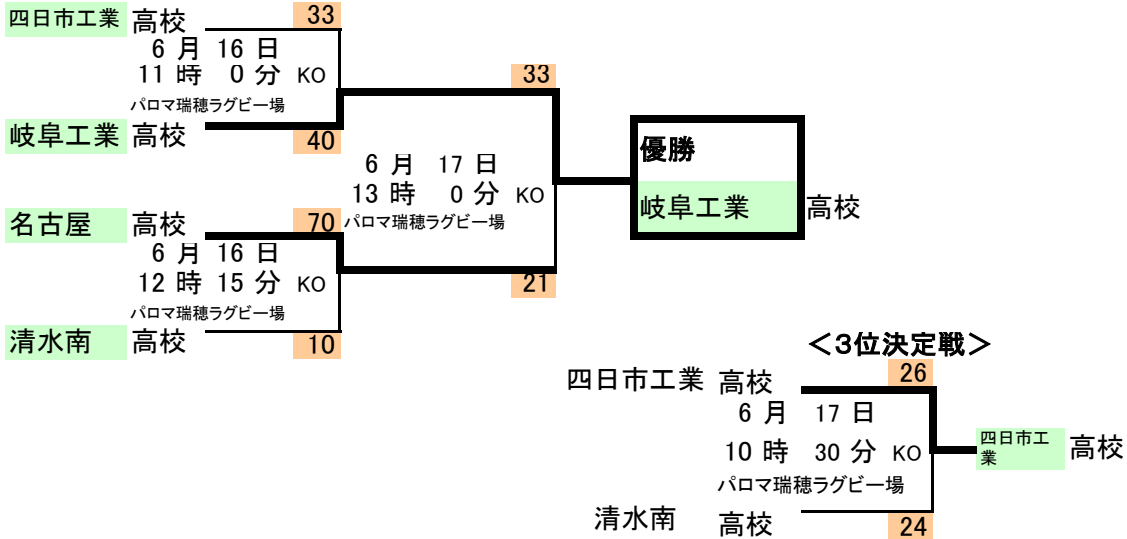 四日市工業 高校 33
6 月 16 日
11 時 0 分 KO
パロマ瑞穂ラグビー場
岐阜工業 高校 40
33
6 月 17 日
13 時 0 分 KO
パロマ瑞穂ラグビー場
21
優勝
岐阜工業 高校
名古屋 高校 70
6 月 16 日
12 時 15 分 KO
パロマ瑞穂ラグビー場
清水南 高校 10
＜3位決定戦＞
四日市工業 高校 26
6 月 17 日
10 時 30 分 KO
パロマ瑞穂ラグビー場
清水南 高校 24
四日市工
業 高校